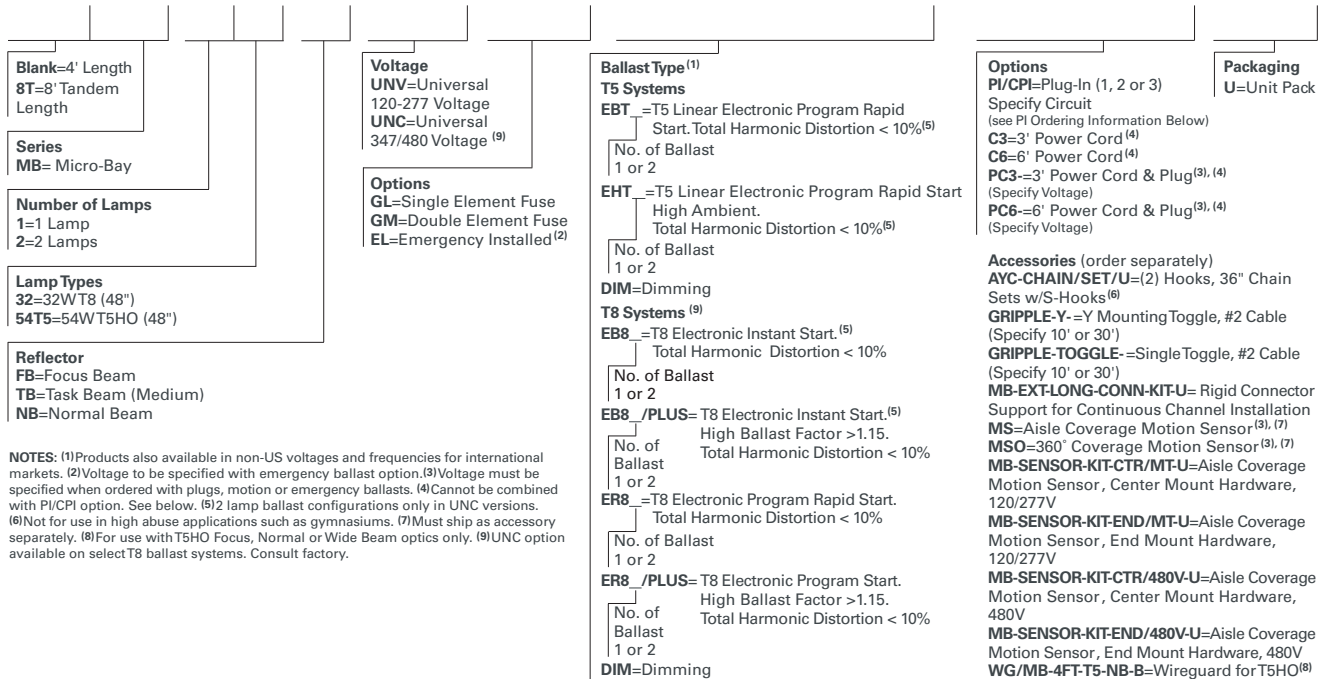 Blank=4' Length
8T=8' Tandem
Length
Series
MB= Micro-Bay
Number of Lamps
1=1 Lamp
2=2 Lamps
Lamp Types
32=32WT8 (48")
54T5=54WT5HO (48")
Reflector
FB=Focus Beam
TB=Task Beam (Medium)
NB=Normal Beam
NOTES: (1)Products also available in non-US voltages and frequencies for international
markets. (2)Voltage to be specified with emergency ballast option.(3)Voltage must be
specified when ordered with plugs, motion or emergency ballasts. (4)Cannot be combined
with PI/CPI option. See below. (5)2 lamp ballast configurations only in UNC versions.
(6)Not for use in high abuse applications such as gymnasiums. (7)Must ship as accessory
separately. (8)For use with T5HO Focus, Normal or Wide Beam optics only. (9)UNC option
available on select T8 ballast systems. Consult factory.
Voltage
UNV=Universal
120-277 Voltage
UNC=Universal
347/480 Voltage (9)
Options
GL=Single Element Fuse
GM=Double Element Fuse
EL=Emergency Installed (2)
Ballast Type (1)
T5 Systems
EBT_=T5 Linear Electronic Program Rapid
Start. Total Harmonic Distortion < 10%(5)
No. of Ballast
1 or 2
EHT_=T5 Linear Electronic Program Rapid Start
High Ambient.
Total Harmonic Distortion < 10%(5)
No. of Ballast
1 or 2
DIM=Dimming
T8 Systems (9)
EB8_=T8 Electronic Instant Start.(5)
Total Harmonic Distortion < 10%
No. of Ballast
1 or 2
EB8_/PLUS= T8 Electronic Instant Start.(5)
High Ballast Factor >1.15.
Total Harmonic Distortion < 10%
No. of
Ballast
1 or 2
ER8_=T8 Electronic Program Rapid Start.
Total Harmonic Distortion < 10%
No. of Ballast
1 or 2
ER8_/PLUS= T8 Electronic Program Start.
High Ballast Factor >1.15.
Total Harmonic Distortion < 10%
No. of
Ballast
1 or 2
DIM=Dimming
Options
PI/CPI=Plug-In (1, 2 or 3)
Specify Circuit
(see PI Ordering Information Below)
C3=3' Power Cord (4)
C6=6' Power Cord (4)
PC3-=3' Power Cord & Plug(3), (4)
(Specify Voltage)
PC6-=6' Power Cord & Plug(3), (4)
(Specify Voltage)
Accessories (order separately)
AYC-CHAIN/SET/U=(2) Hooks, 36" Chain
Sets w/S-Hooks(6)
GRIPPLE-Y-=Y Mounting Toggle, #2 Cable
(Specify 10' or 30')
GRIPPLE-TOGGLE-=Single Toggle, #2 Cable
(Specify 10' or 30')
MB-EXT-LONG-CONN-KIT-U= Rigid Connector
Support for Continuous Channel Installation
MS=Aisle Coverage Motion Sensor(3), (7)
MSO=360˚ Coverage Motion Sensor(3), (7)
MB-SENSOR-KIT-CTR/MT-U=Aisle Coverage
Motion Sensor, Center Mount Hardware,
120/277V
MB-SENSOR-KIT-END/MT-U=Aisle Coverage
Motion Sensor, End Mount Hardware,
120/277V
MB-SENSOR-KIT-CTR/480V-U=Aisle Coverage
Motion Sensor, Center Mount Hardware,
480V
MB-SENSOR-KIT-END/480V-U=Aisle Coverage
Motion Sensor, End Mount Hardware, 480V
WG/MB-4FT-T5-NB-B=Wireguard for T5HO(8)
Packaging
U=Unit Pack